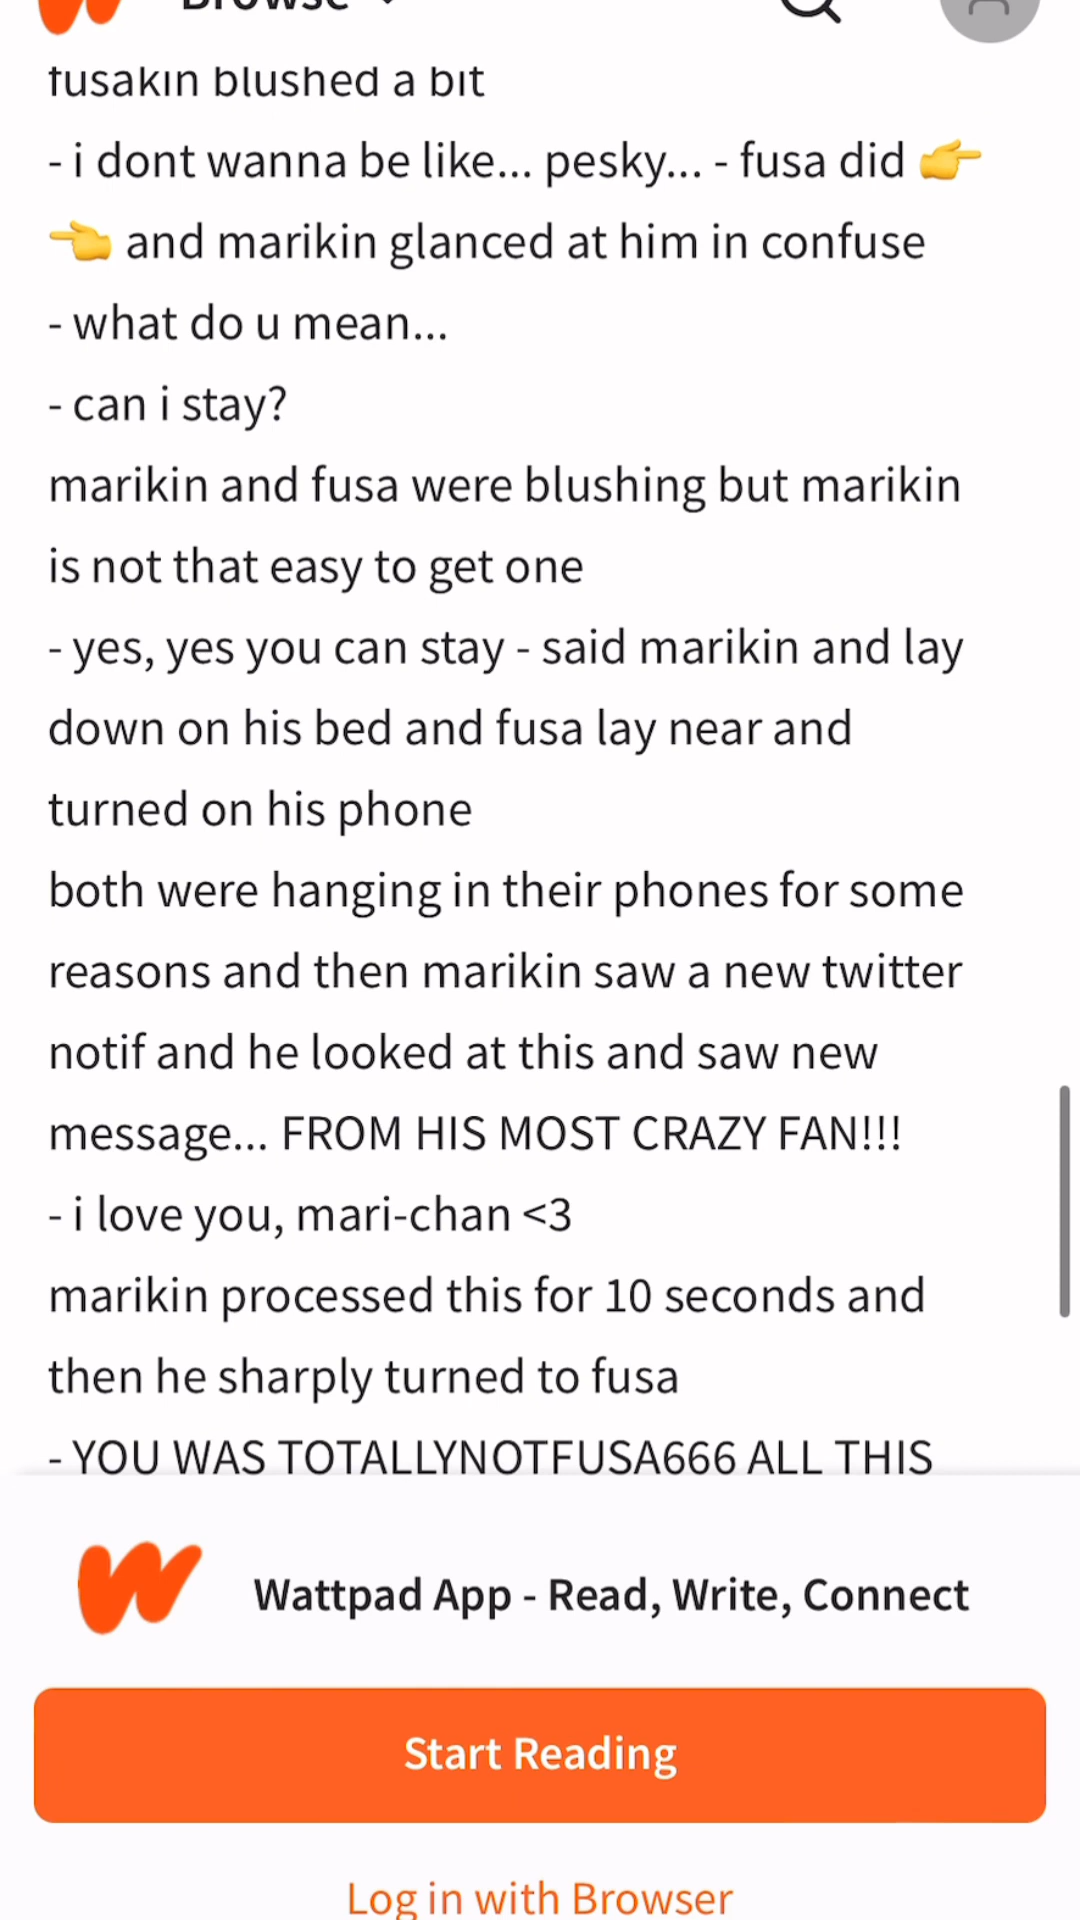 Browse
fusakin blushed a bit
- i dont wanna be like... pesky... - fusa did 👉
👈 and marikin glanced at him in confuse
- what do u mean...
- can i stay?
marikin and fusa were blushing but marikin
is not that easy to get one
- yes, yes you can stay - said marikin and lay
down on his bed and fusa lay near and
turned on his phone
both were hanging in their phones for some
reasons and then marikin saw a new twitter
notif and he looked at this and saw new
message... FROM HIS MOST CRAZY FAN!!!
- i love you, mari-chan <3
marikin processed this for 10 seconds and
then he sharply turned to fusa
- YOU WAS TOTALLYNOTFUSA666 ALL THIS
Wattpad App - Read, Write, Connect
Start Reading
Log in with Browser